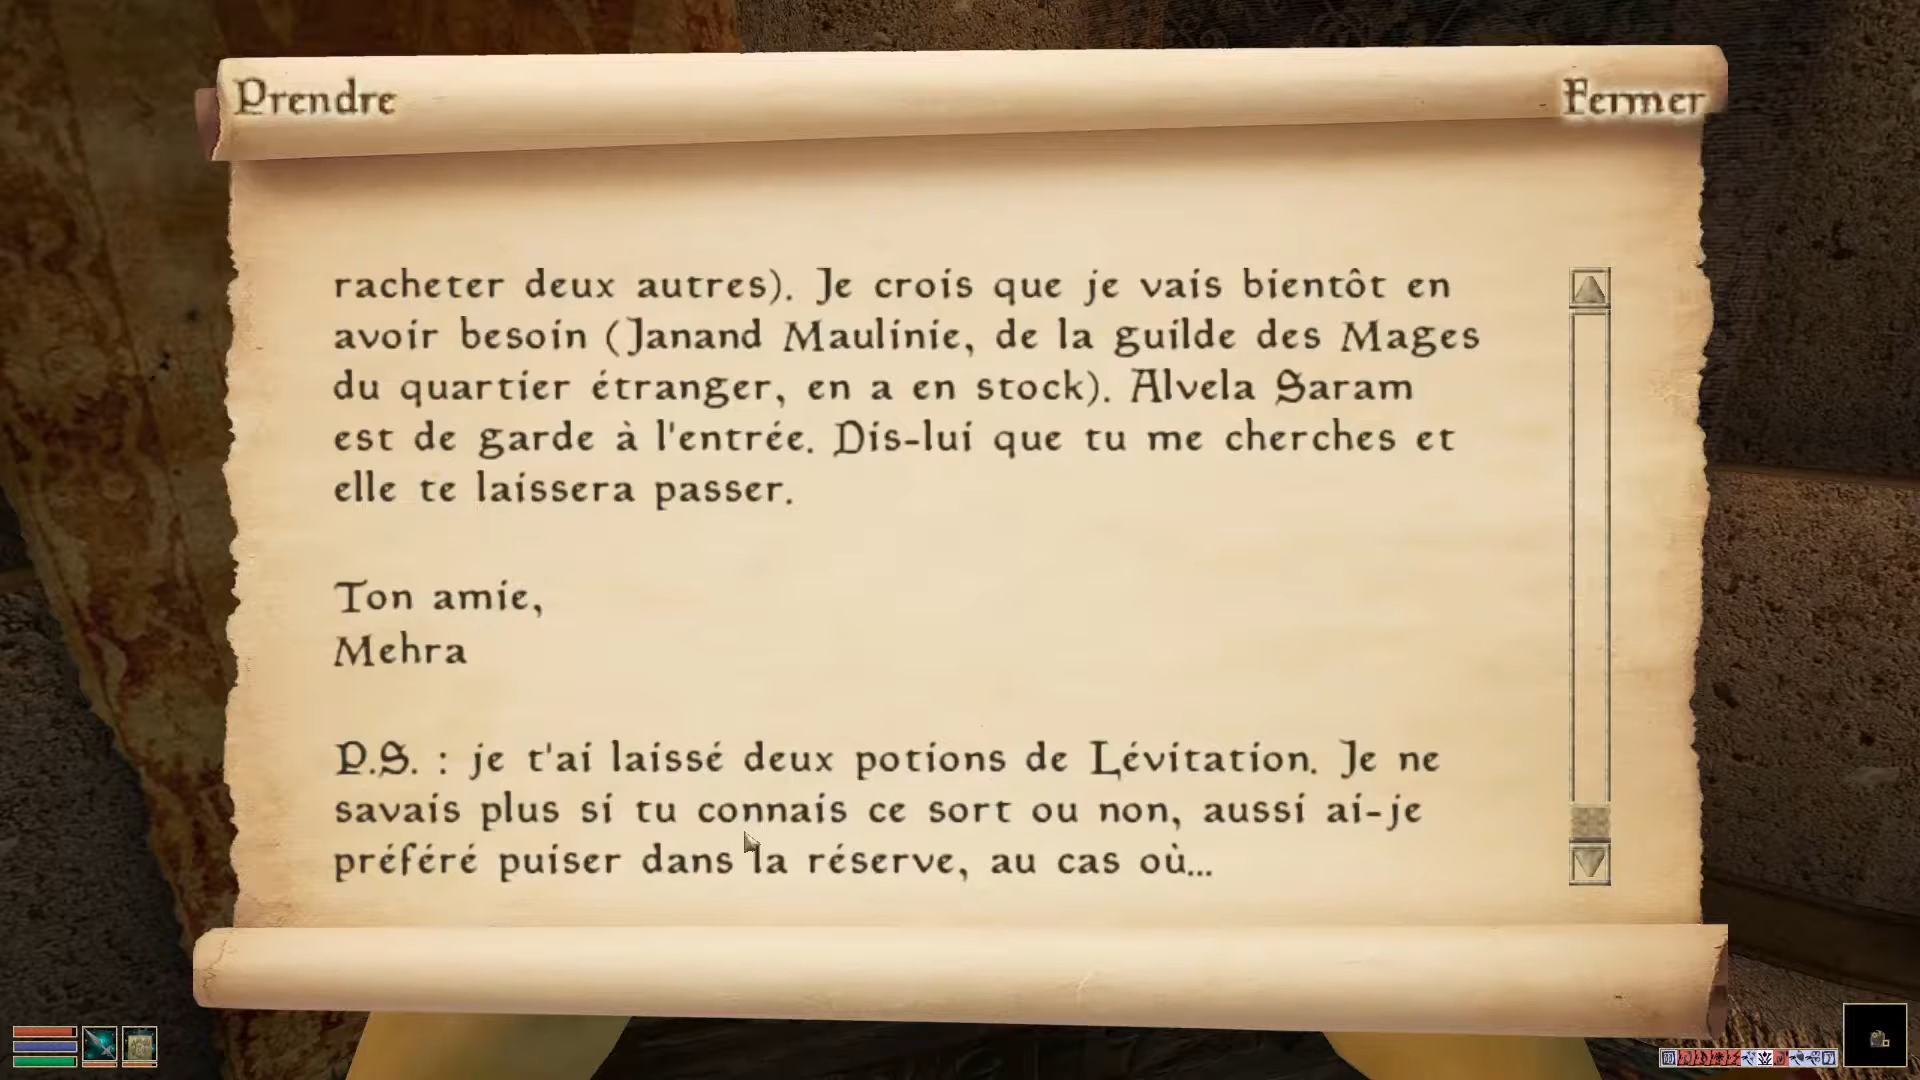 Prendre
Fermer
racheter deux autres). Je crois que je vais bientôt en
avoir besoin (Janand Maulinie, de la guilde des Mages
du quartier étranger, en a en stock). Alvela Saram
est de garde à l'entrée. Dis-lui que tu me cherches et
elle te laissera passer.
Ton amie,
Mehra
P.S. : je t'ai laissé deux potions de Lévitation. Je ne
savais plus si tu connais ce sort ou non, aussi ai-je
préféré puiser dans la réserve, au cas où...